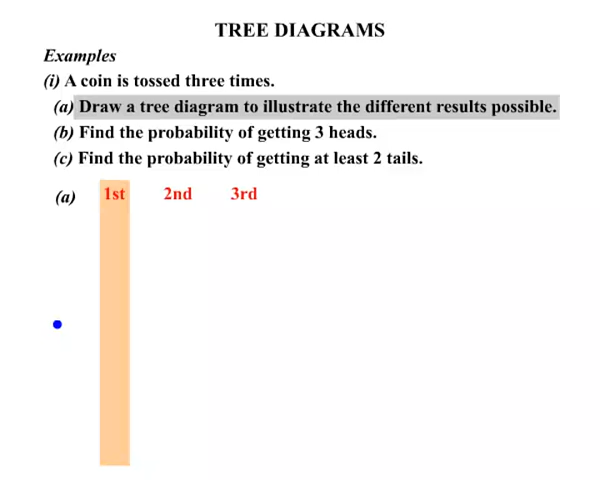 TREE DIAGRAMS
Examples
(i) A coin is tossed three times.
(a) Draw a tree diagram to illustrate the different results possible.
(b) Find the probability of getting 3 heads.
(c) Find the probability of getting at least 2 tails.
(a) 1st 2nd 3rd